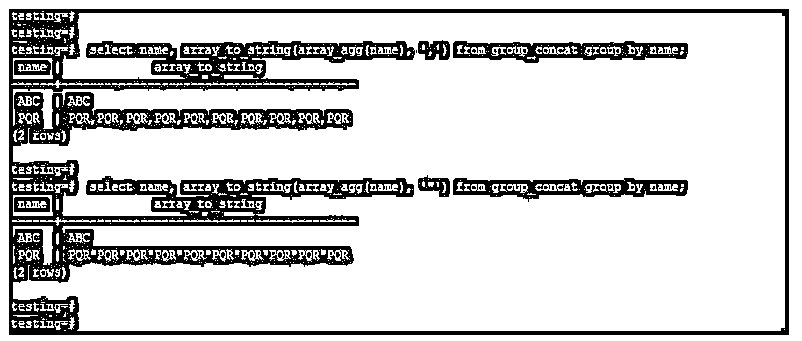 testing=#
testing=#
testing=# select name, array_to_string(array_agg(name), ',') from group_concat group by name;
name | array_to_string
ABC | ABC
PQR | PQR,PQR,PQR,PQR,PQR,PQR,PQR,PQR,PQR,PQR
(2 rows)
testing=#
testing=# select name, array_to_string(array_agg(name), '*') from group_concat group by name;
name | array_to_string
ABC | ABC
PQR | PQR*PQR*PQR*PQR*PQR*PQR*PQR*PQR*PQR*PQR
(2 rows)
testing=#
testing=#